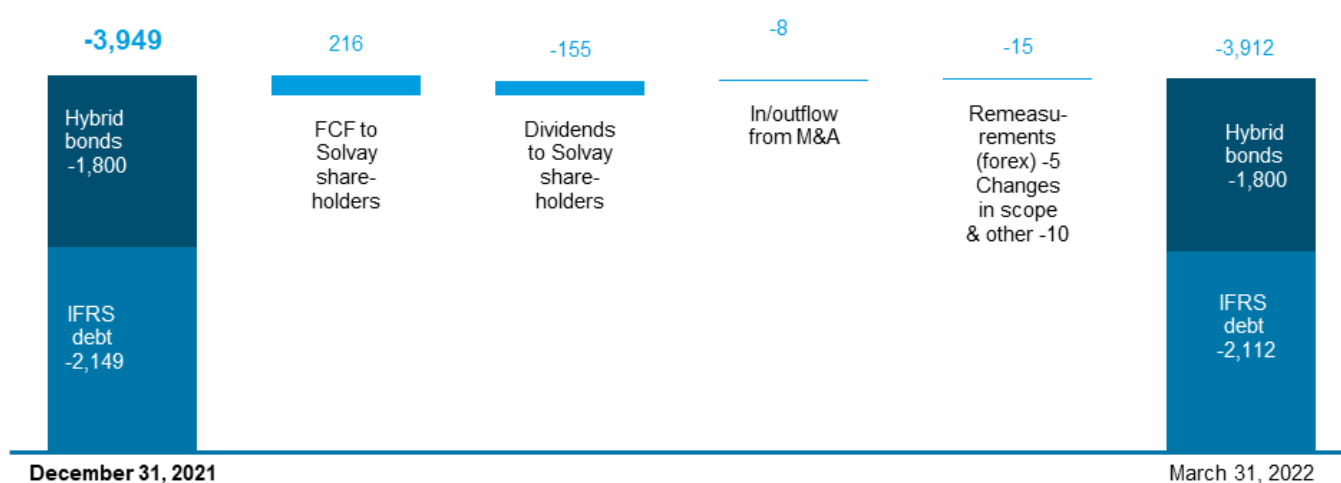 -3,949
216
-155
-8
-15
-3,912
Hybrid
bonds
-1,800
FCF to
Solvay
share-
holders
Dividends
to Solvay
share-
holders
In/outflow
from M&A
Remeasu-
rements
(forex) -5
Changes
in scope
& other -10
Hybrid
bonds
-1,800
IFRS
debt
-2,149
IFRS
debt
-2,112
December 31, 2021
March 31, 2022